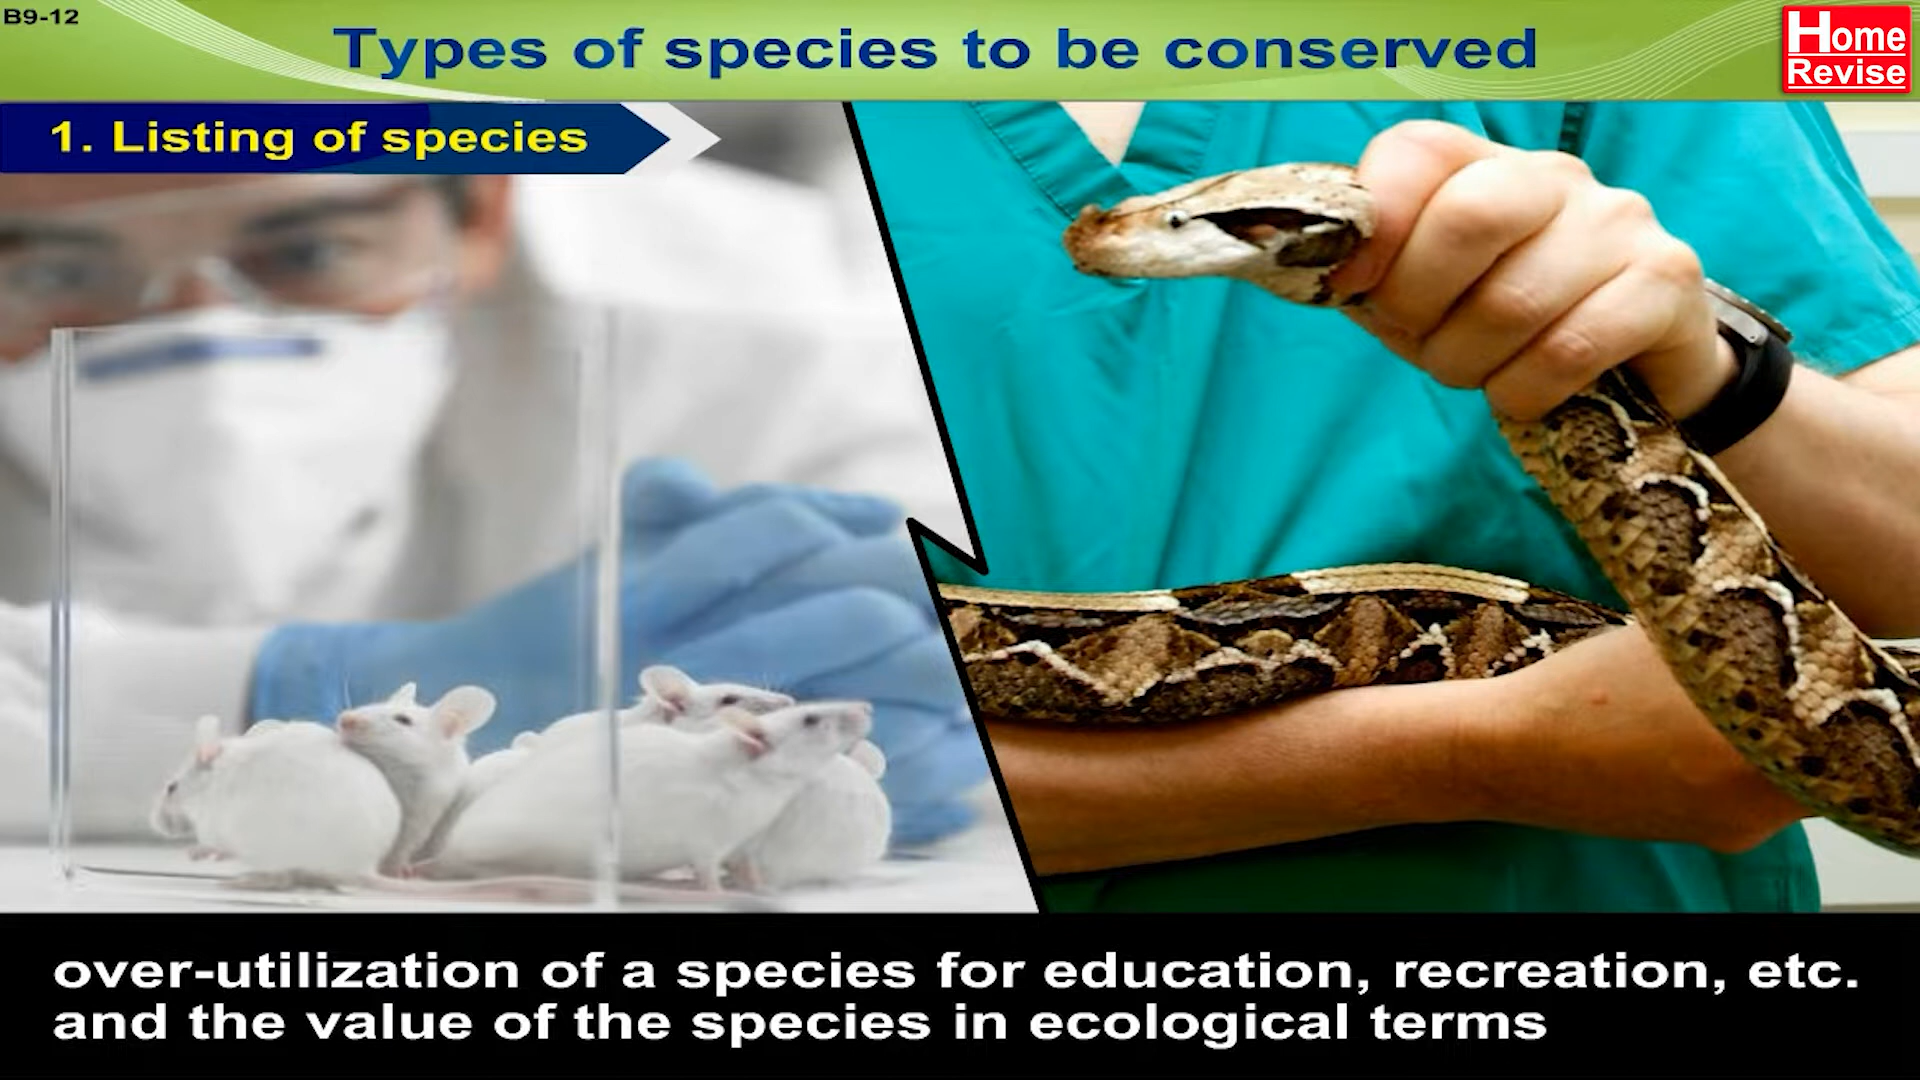 B9-12
Types of species to be conserved
Home
Revise
1. Listing of species
over-utilization of a species for education, recreation, etc.
and the value of the species in ecological terms